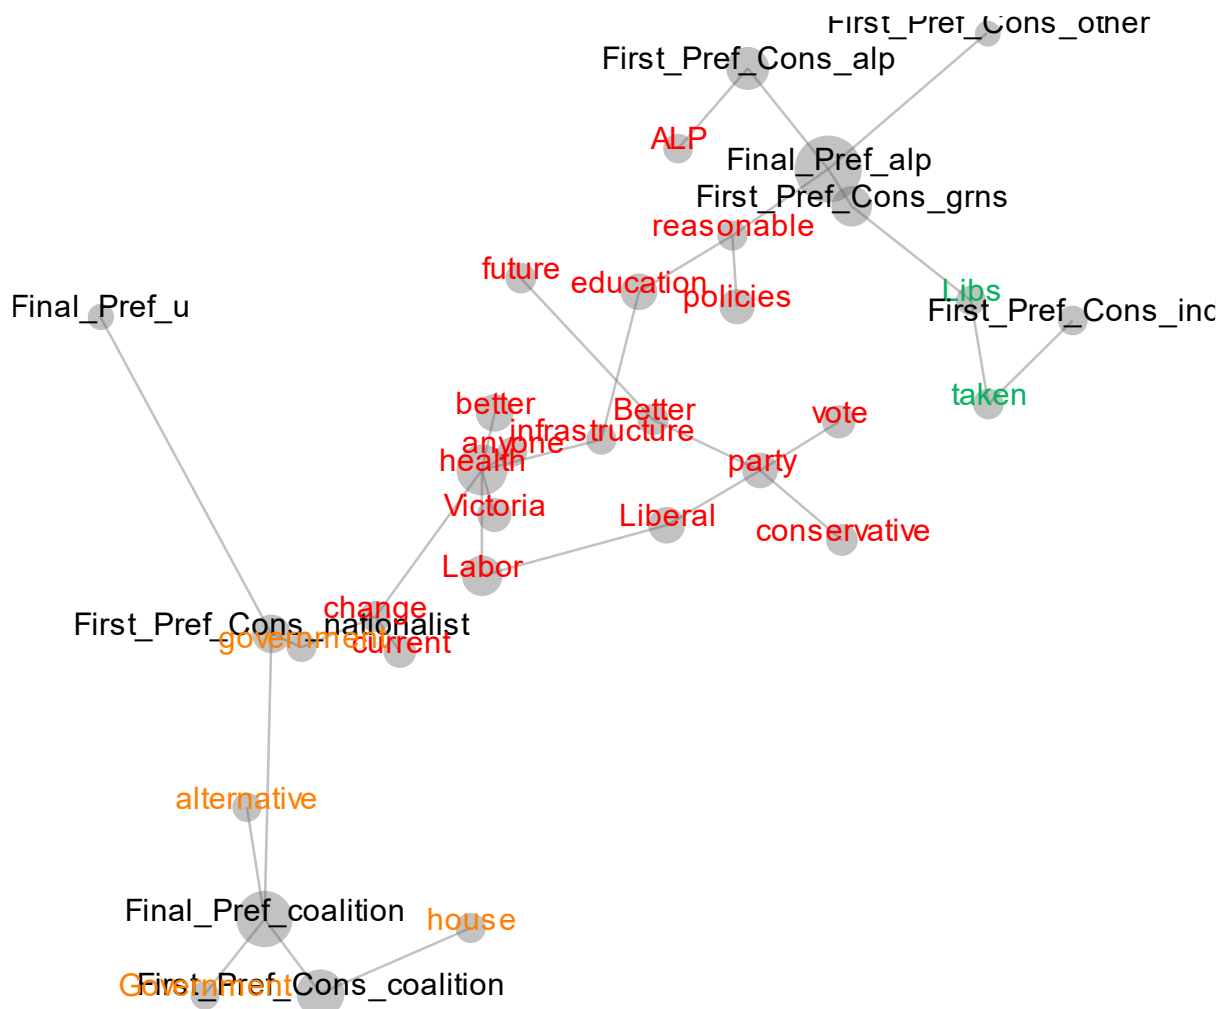 First_Pref_Cons_other
First_Pref_Cons_alp
ALP
Final_Pref_alp
First_Pref_Cons_grns
reasonable
future
education
policies
Libs
Final_Pref_u
First_Pref_Cons_ind
taken
better
Better
vote
infrastructure
anyone
health
party
Victoria
Liberal
conservative
Labor
change
First_Pref_Cons_nationalist
government
current
alternative
Final_Pref_coalition
house
Government
First_Pref_Cons_coalition